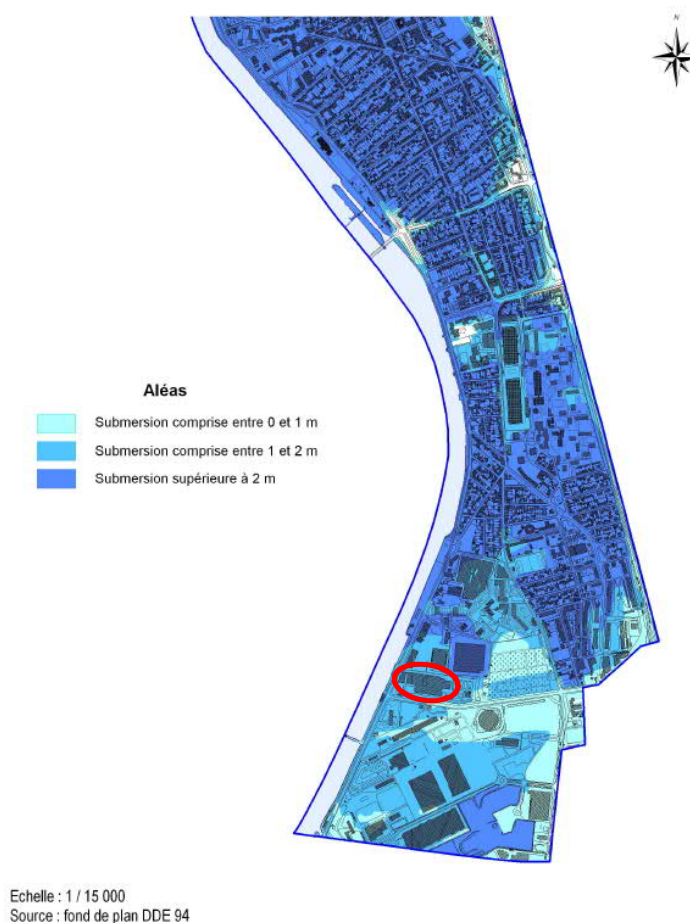 N
Aléas
Submersion comprise entre 0 et 1 m
Submersion comprise entre 1 et 2 m
Submersion supérieure à 2 m
Echelle : 1 / 15 000
Source : fond de plan DDE 94